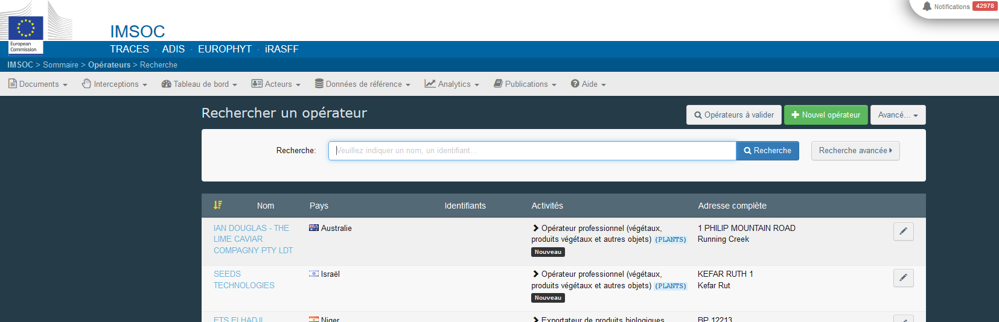 Notifications 42978
European
Commission
IMSOC
TRACES · ADIS · EUROPHYT · iRASFF
IMSOC > Sommaire > Opérateurs > Recherche
Documents Interceptions Tableau de bord Acteurs Données de référence Analytics Publications Aide
Rechercher un opérateur
Opérateurs à valider Nouvel opérateur Avancé...
Recherche: Veuillez indiquer un nom, un identifiant... Recherche Recherche avancée
Nom Pays Identifiants Activités Adresse complète
IAN DOUGLAS - THE
LIME CAVIAR
COMPAGNY PTY LDT
Australie
Opérateur professionnel (végétaux,
produits végétaux et autres objets) (PLANTS)
Nouveau
1 PHILIP MOUNTAIN ROAD
Running Creek
SEEDS
TECHNOLOGIES
Israël
Opérateur professionnel (végétaux,
produits végétaux et autres objets) (PLANTS)
Nouveau
KEFAR RUTH 1
Kefar Rut
ETS ELHADJI
Niger
Exportateur de produits biologiques
BP 12213